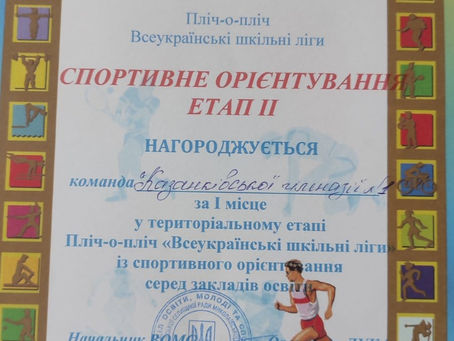 Пліч-о-пліч
Всеукраїнські шкільні ліги
СПОРТИВНЕ ОРІЄНТУВАННЯ
ЕТАП ІІ
НАГОРОДЖУЄТЬСЯ
команда "Казанківської гімназії №1
за І місце
у територіальному етапі
Пліч-о-пліч «Всеукраїнські шкільні ліги»
із спортивного орієнтування
серед закладів освіти
Начальник